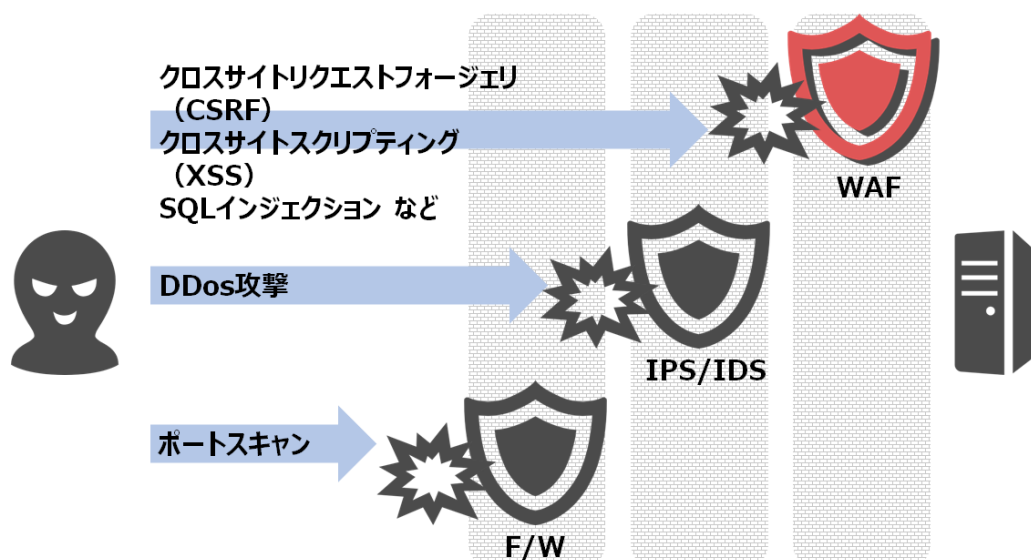 クロスサイトリクエストフォージェリ
（CSRF）
クロスサイトスクリプティング
（XSS）
SQLインジェクション など
WAF
DDos攻撃
IPS/IDS
ポートスキャン
F/W